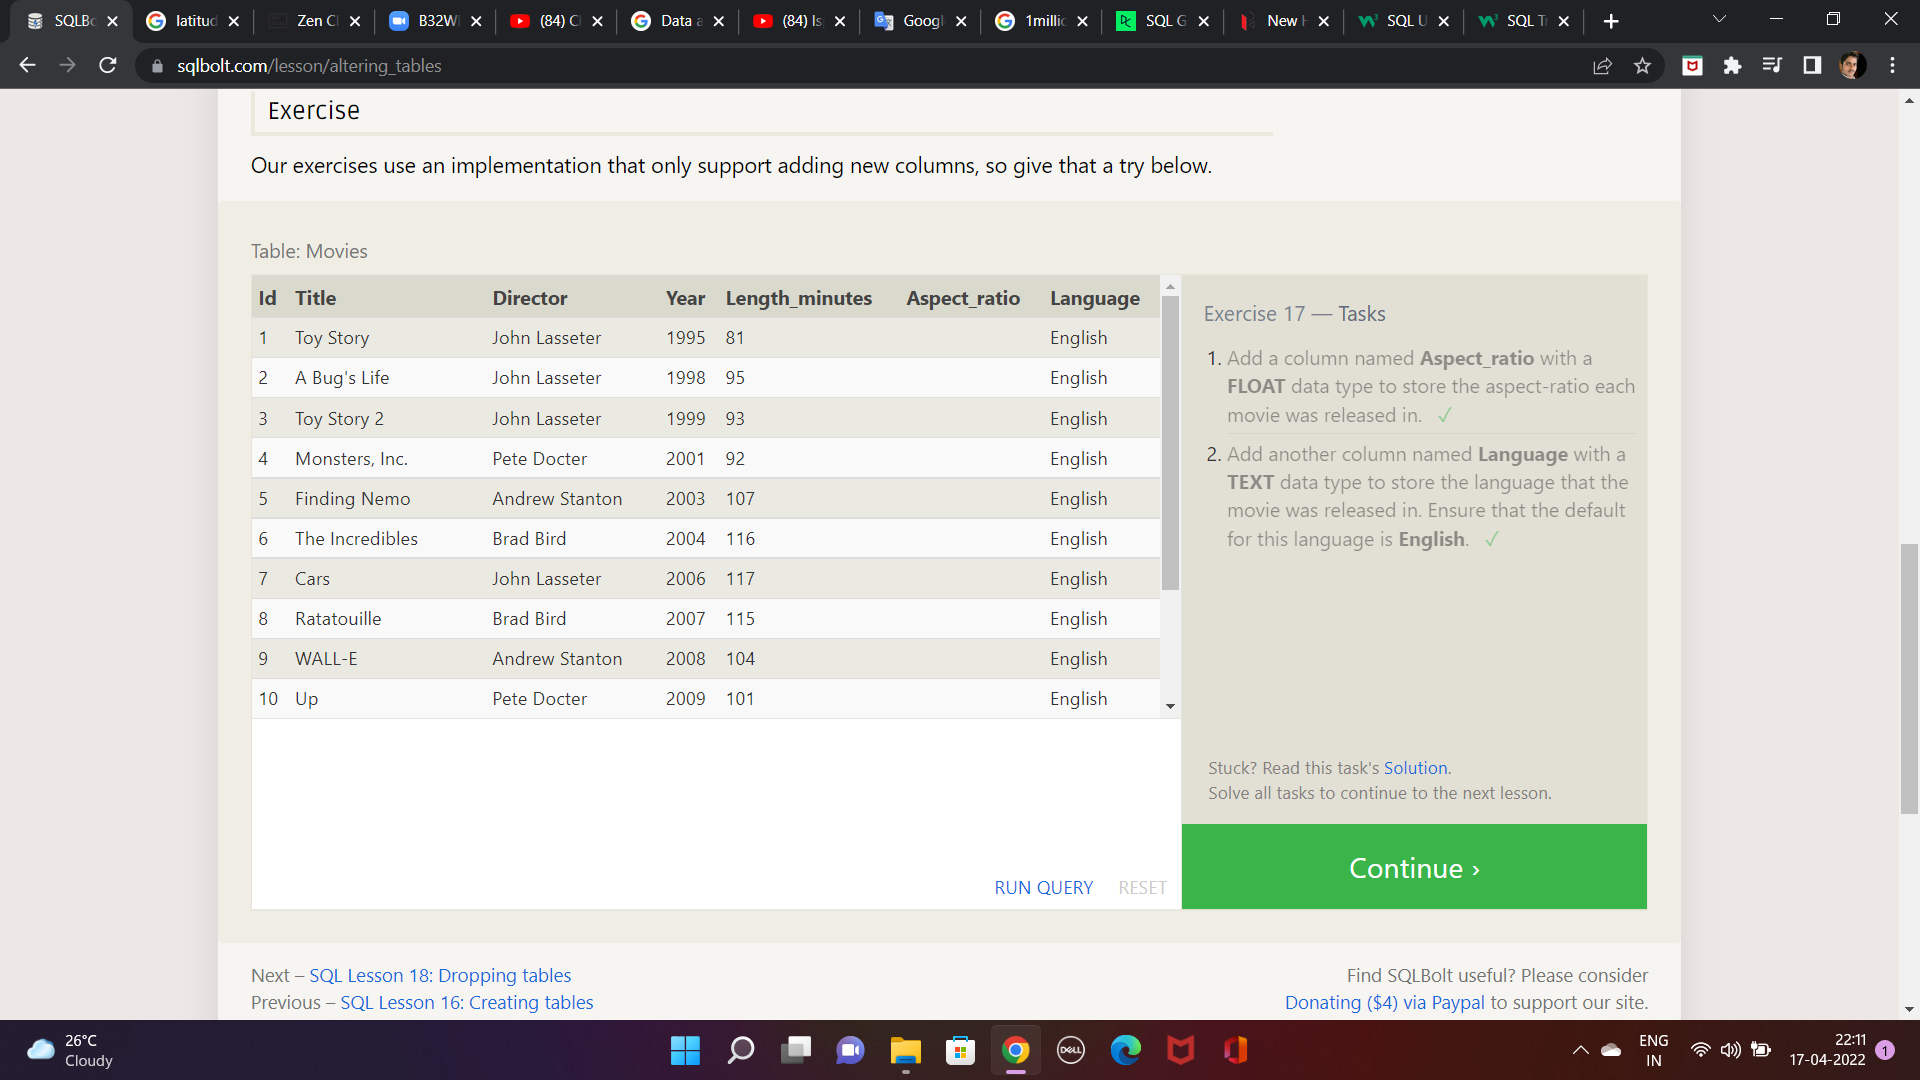 SQLBo latitud Zen Cl B32W (84) Cl Data a (84) Is Googl 1millic SQL G New H SQL U SQL T
sqlbolt.com/lesson/altering_tables
Exercise
Our exercises use an implementation that only support adding new columns, so give that a try below.
Table: Movies
Id Title Director Year Length_minutes Aspect_ratio Language
1 Toy Story John Lasseter 1995 81 English
2 A Bug's Life John Lasseter 1998 95 English
3 Toy Story 2 John Lasseter 1999 93 English
4 Monsters, Inc. Pete Docter 2001 92 English
5 Finding Nemo Andrew Stanton 2003 107 English
6 The Incredibles Brad Bird 2004 116 English
7 Cars John Lasseter 2006 117 English
8 Ratatouille Brad Bird 2007 115 English
9 WALL-E Andrew Stanton 2008 104 English
10 Up Pete Docter 2009 101 English
RUN QUERY RESET
Exercise 17 — Tasks
1. Add a column named Aspect_ratio with a
FLOAT data type to store the aspect-ratio each
movie was released in. ✓
2. Add another column named Language with a
TEXT data type to store the language that the
movie was released in. Ensure that the default
for this language is English. ✓
Stuck? Read this task's Solution.
Solve all tasks to continue to the next lesson.
Continue ›
Next – SQL Lesson 18: Dropping tables
Previous – SQL Lesson 16: Creating tables
Find SQLBolt useful? Please consider
Donating ($4) via Paypal to support our site.
26°C
Cloudy
DELL
ENG
IN
22:11
17-04-2022
1